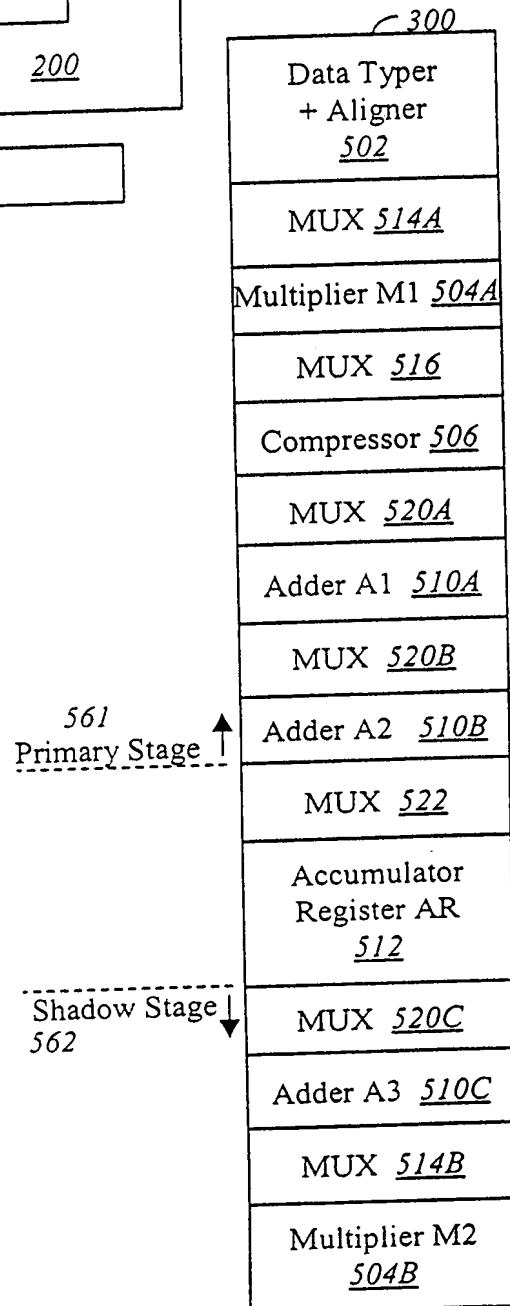 300
200
Data Typer
+ Aligner
502
MUX 514A
Multiplier M1 504A
MUX 516
Compressor 506
MUX 520A
Adder A1 510A
MUX 520B
561
Primary Stage
Adder A2 510B
MUX 522
Accumulator
Register AR
512
Shadow Stage
562
MUX 520C
Adder A3 510C
MUX 514B
Multiplier M2
504B